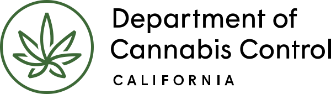 Department of
Cannabis Control
CALIFORNIA